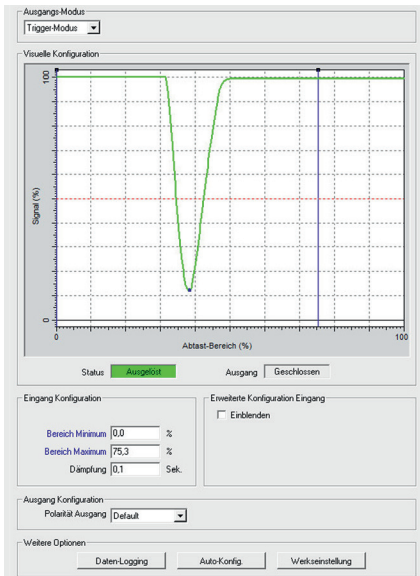 Ausgangs-Modus
Trigger-Modus
Visuelle Konfiguration
100
Signal (%)
0
0 100
Abtast-Bereich (%)
Status Ausgelöst Ausgang Geschlossen
Eingang Konfiguration
Bereich Minimum 0,0 %
Bereich Maximum 75,3 %
Dämpfung 0,1 Sek.
Erweiterte Konfiguration Eingang
Einblenden
Ausgang Konfiguration
Polarität Ausgang Default
Weitere Optionen
Daten-Logging Auto-Konfig. Werkseinstellung